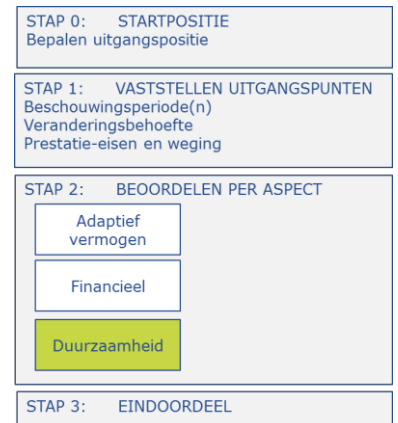 STAP 0: STARTPOSITIE
Bepalen uitgangspositie
STAP 1: VASTSTELLEN UITGANGSPUNTEN
Beschouwingsperiode(n)
Veranderingsbehoefte
Prestatie-eisen en weging
STAP 2: BEOORDELEN PER ASPECT
Adaptief
vermogen
Financieel
Duurzaamheid
STAP 3: EINDOORDEEL